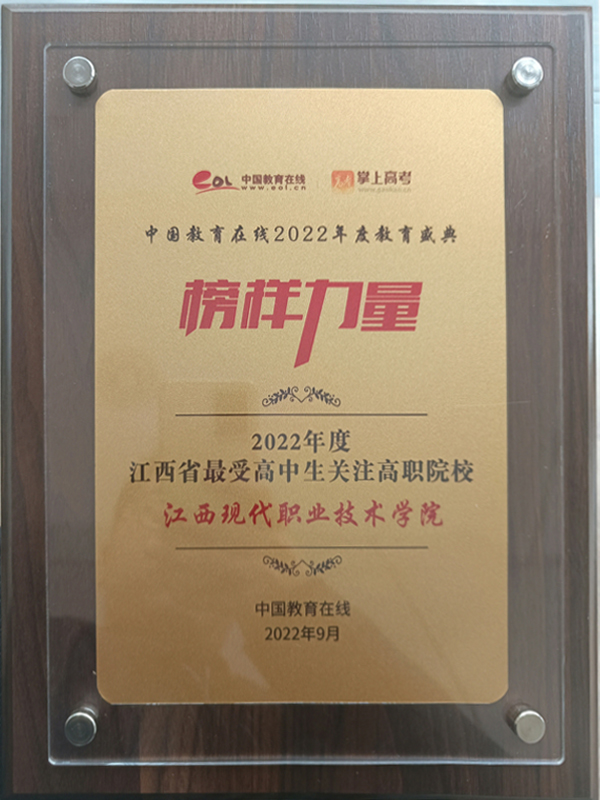 eol 中国教育在线 掌上高考
www.eol.cn www.gaokao.cn
中国教育在线2022年度教育盛典
榜样力量
2022年度
江西省最受高中生关注高职院校
江西现代职业技术学院
中国教育在线
2022年9月